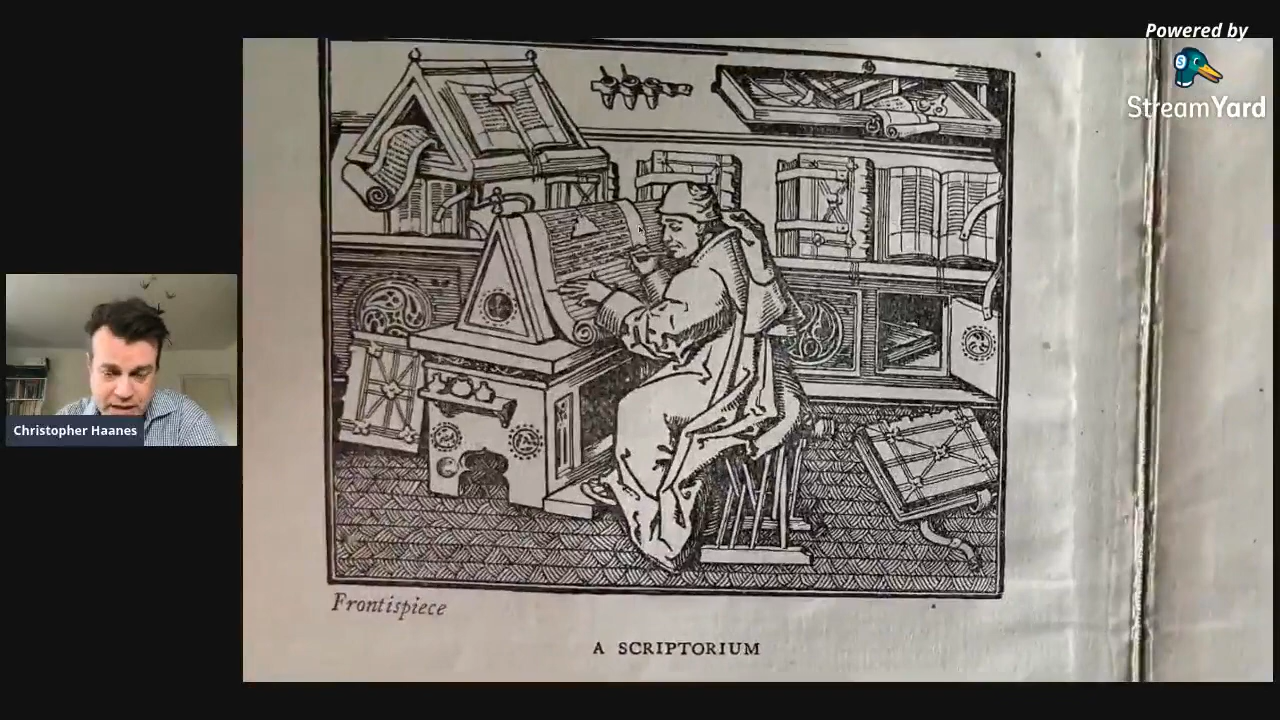 Powered by
StreamYard
Christopher Haanes
Frontispiece
A SCRIPTORIUM